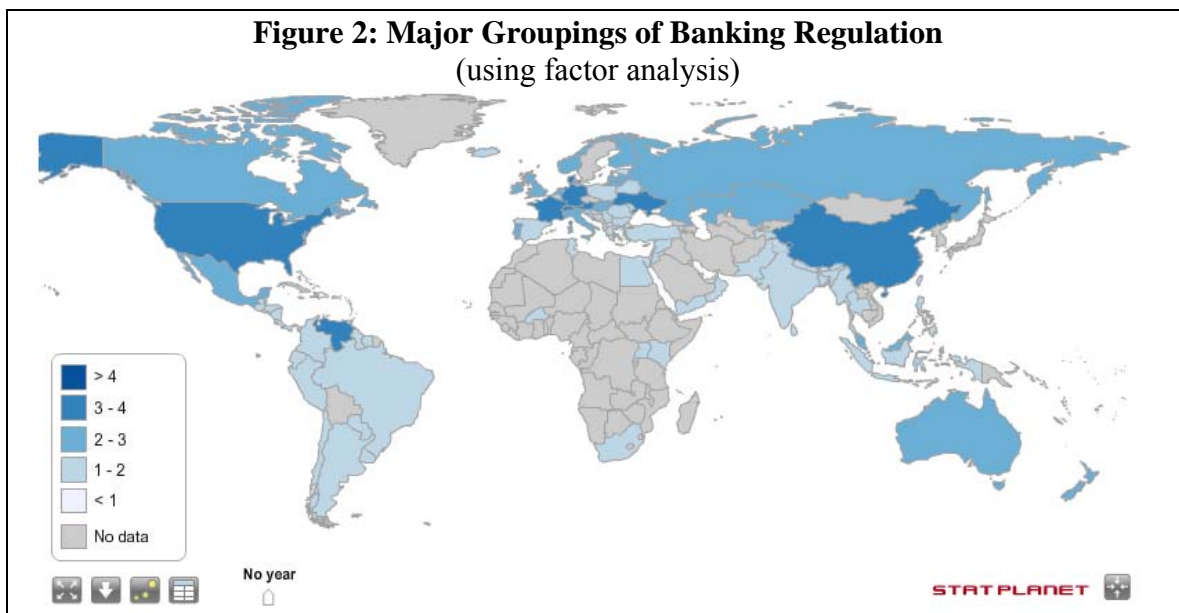 Figure 2: Major Groupings of Banking Regulation
(using factor analysis)
> 4
3 - 4
2 - 3
1 - 2
< 1
No data
No year
STATPLANET